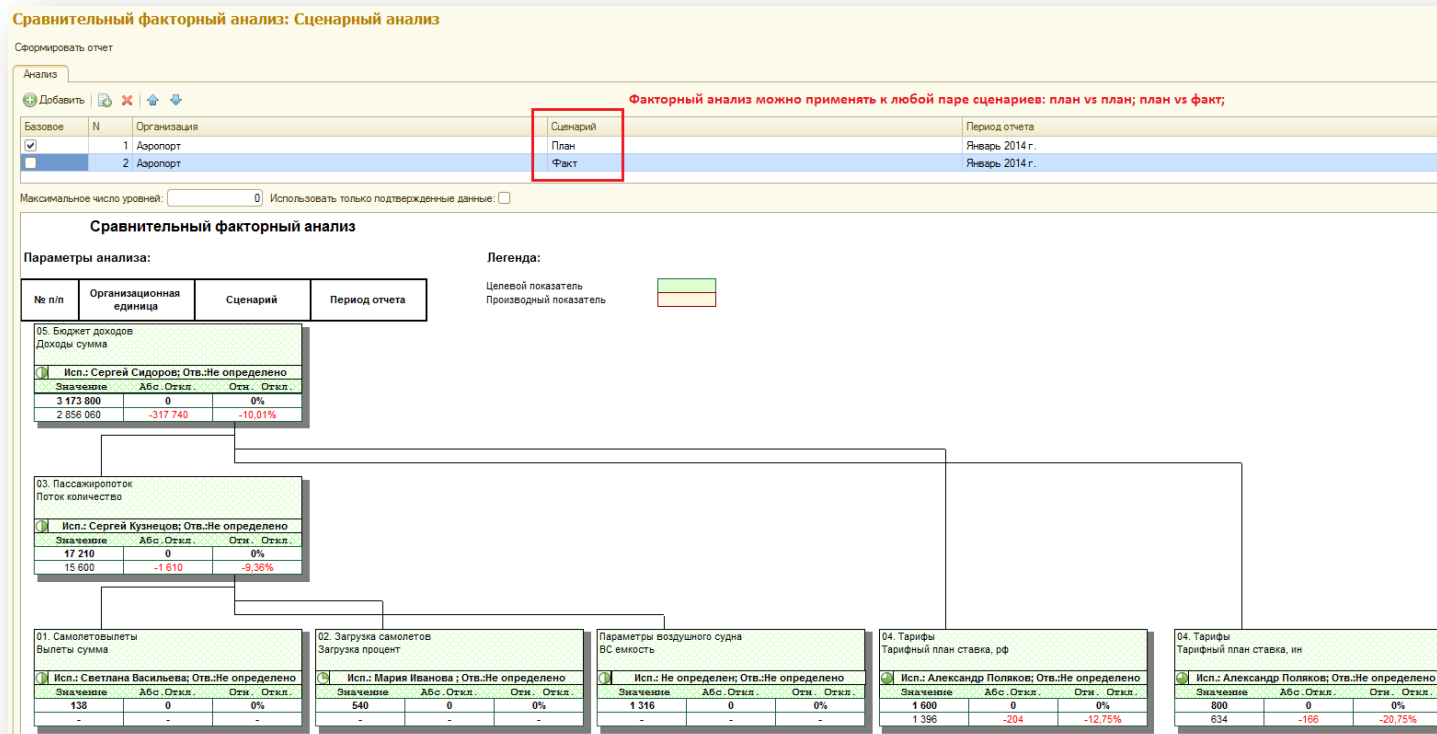 Сравнительный факторный анализ: Сценарный анализ
Сформировать отчет
Анализ
Добавить
Факторный анализ можно применять к любой паре сценариев: план vs план; план vs факт;
Базовое N Организация Сценарий Период отчета
1 Аэропорт План Январь 2014 г.
2 Аэропорт Факт Январь 2014 г.
Максимальное число уровней: 0 Использовать только подтвержденные данные:
Сравнительный факторный анализ
Параметры анализа: Легенда:
Целевой показатель
Производный показатель
№ п/п Организационная единица Сценарий Период отчета
05. Бюджет доходов
Доходы сумма
Исп.: Сергей Сидоров; Отв.:Не определено
Значение Абс.Откл. Отн. Откл.
3 173 800 0 0%
2 856 060 -317 740 -10,01%
03. Пассажиропоток
Поток количество
Исп.: Сергей Кузнецов; Отв.:Не определено
Значение Абс.Откл. Отн. Откл.
17 210 0 0%
15 600 -1 610 -9,36%
01. Самолетовылеты
Вылеты сумма
Исп.: Светлана Васильева; Отв.:Не определено
Значение Абс.Откл. Отн. Откл.
138 0 0%
- - -
02. Загрузка самолетов
Загрузка процент
Исп.: Мария Иванова ; Отв.:Не определено
Значение Абс.Откл. Отн. Откл.
540 0 0%
- - -
Параметры воздушного судна
ВС емкость
Исп.: Не определен; Отв.:Не определено
Значение Абс.Откл. Отн. Откл.
1 316 0 0%
- - -
04. Тарифы
Тарифный план ставка, рф
Исп.: Александр Поляков; Отв.:Не определено
Значение Абс.Откл. Отн. Откл.
1 600 0 0%
1 396 -204 -12,75%
04. Тарифы
Тарифный план ставка, ин
Исп.: Александр Поляков; Отв.:Не определено
Значение Абс.Откл. Отн. Откл.
800 0 0%
634 -166 -20,75%